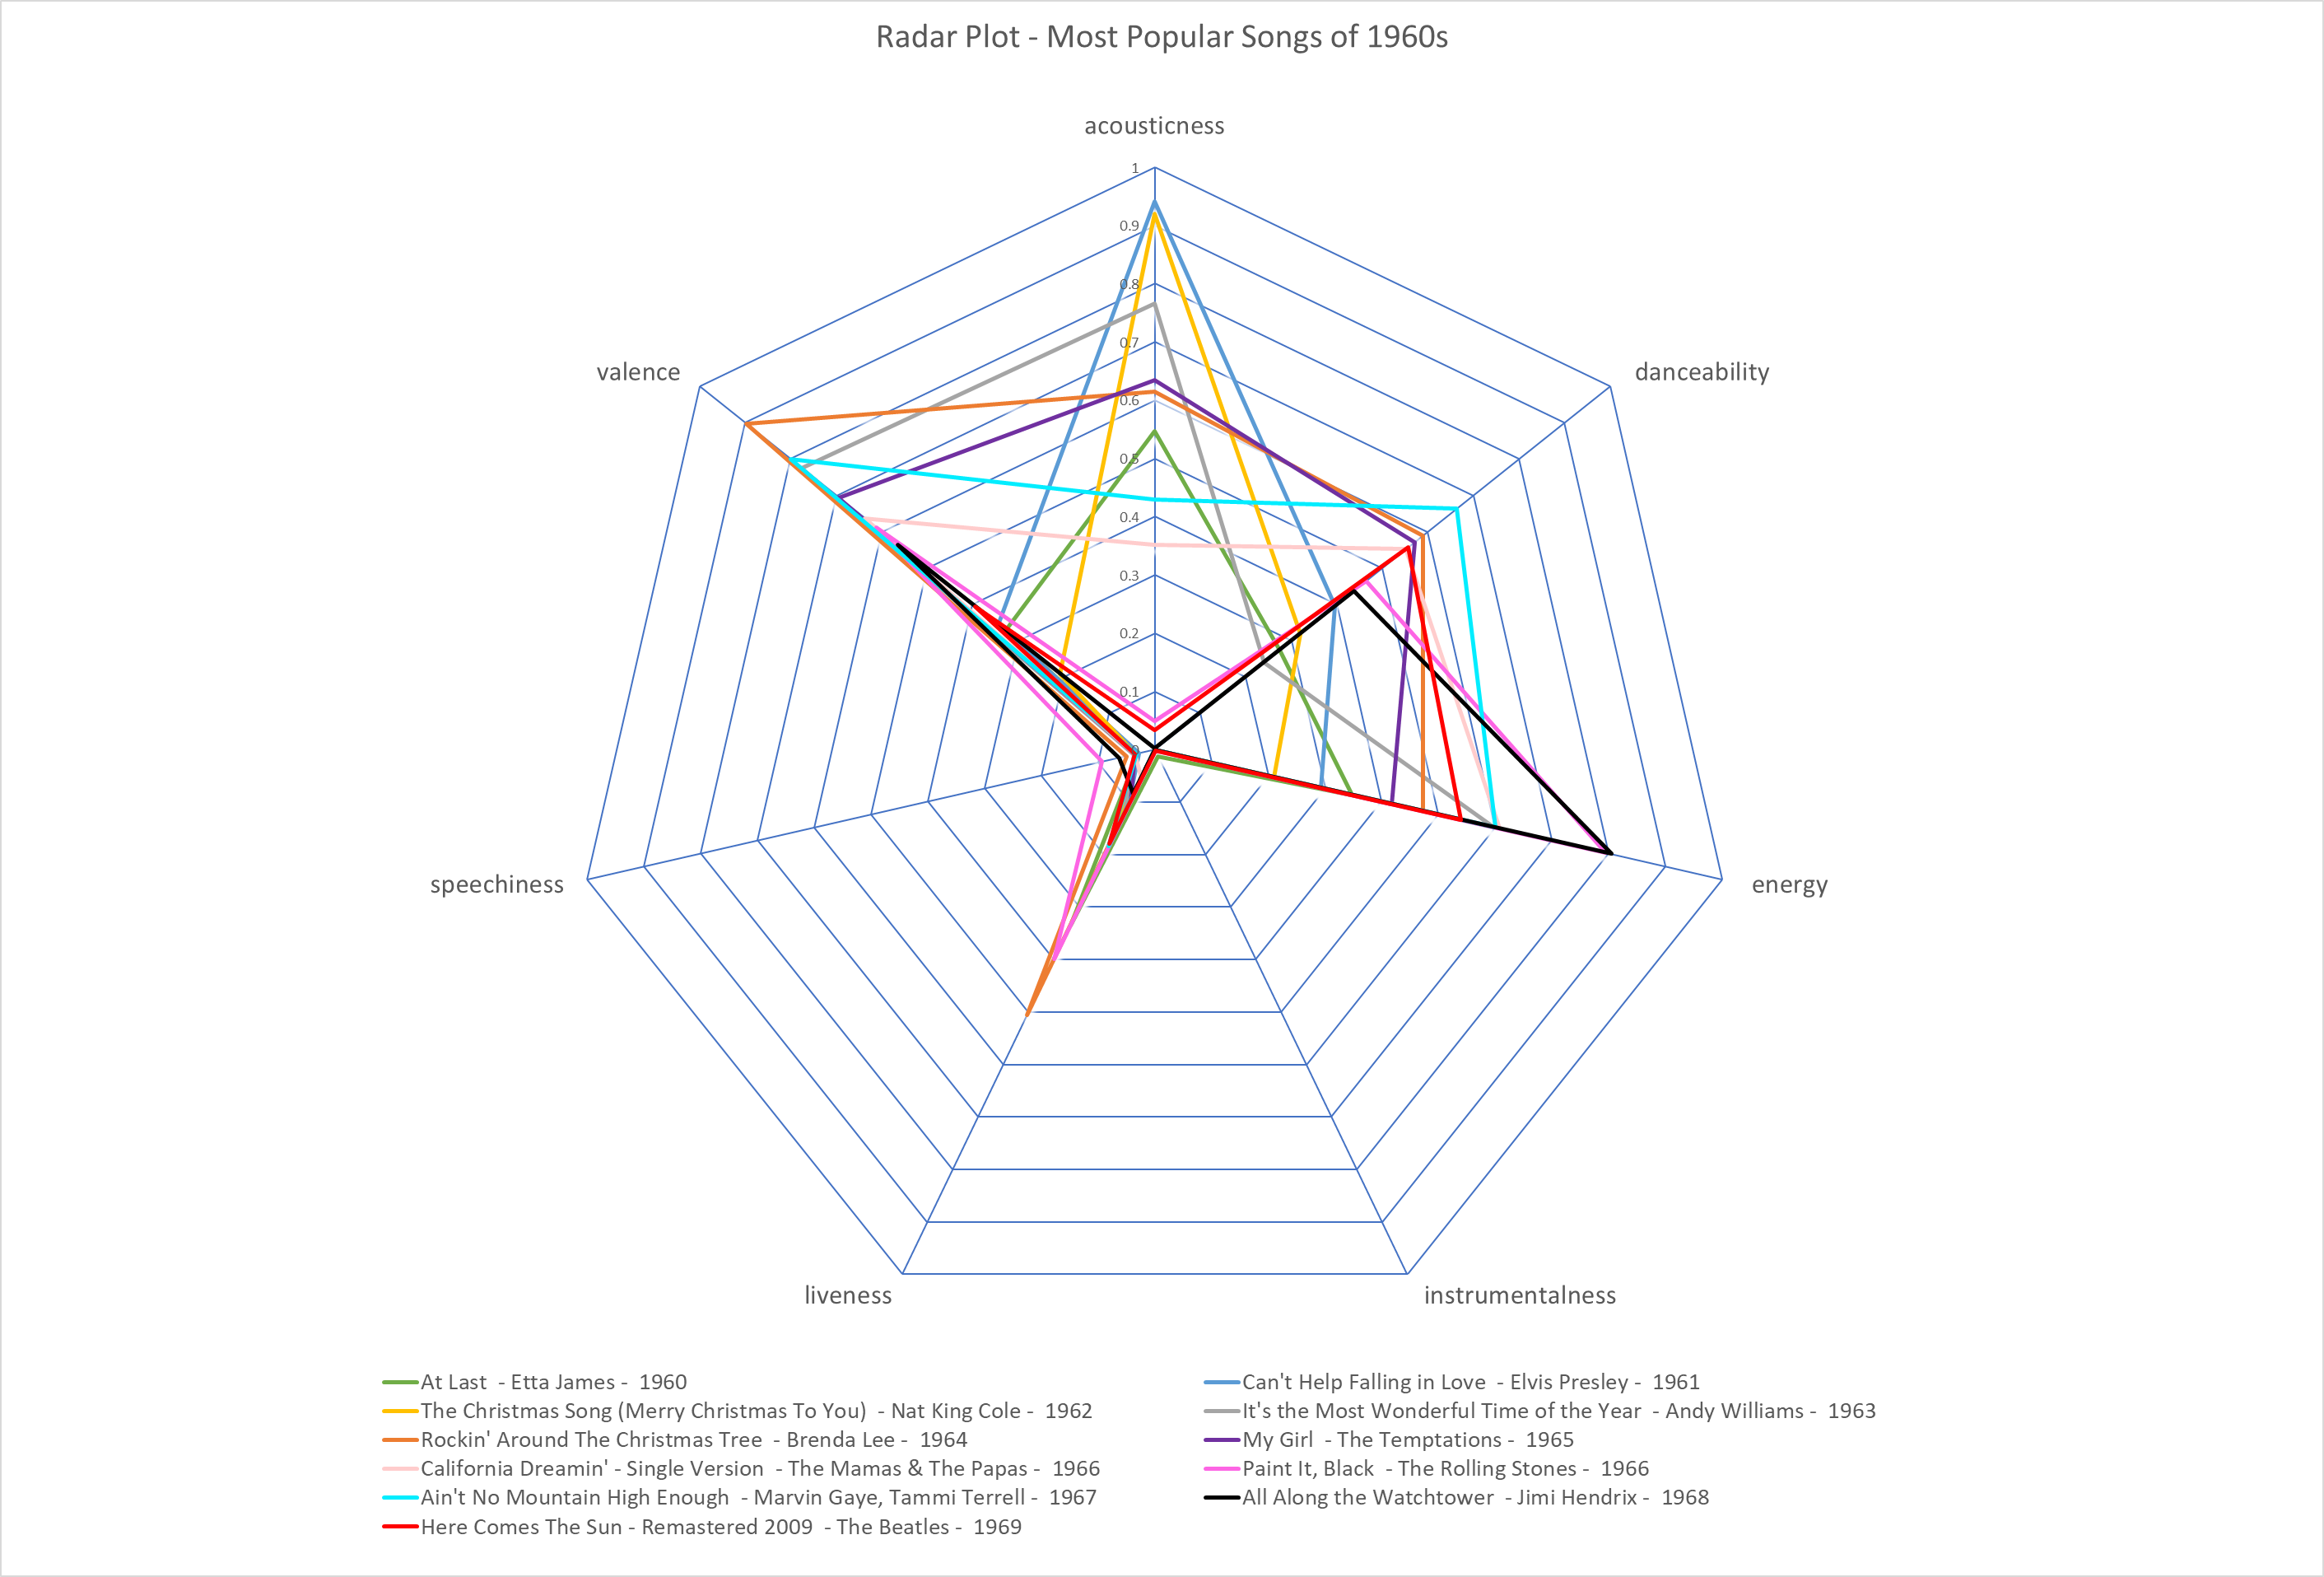 Radar Plot - Most Popular Songs of 1960s
acousticness
1
0.9
0.8
valence
danceability
0.7
0.6
0.5
0.4
0.3
0.2
0.1
0
speechiness
energy
liveness
instrumentalness
At Last  - Etta James -  1960
Can't Help Falling in Love  - Elvis Presley -  1961
The Christmas Song (Merry Christmas To You)  - Nat King Cole -  1962
It's the Most Wonderful Time of the Year  - Andy Williams -  1963
Rockin' Around The Christmas Tree  - Brenda Lee -  1964
My Girl  - The Temptations -  1965
California Dreamin' - Single Version  - The Mamas & The Papas -  1966
Paint It, Black  - The Rolling Stones -  1966
Ain't No Mountain High Enough  - Marvin Gaye, Tammi Terrell -  1967
All Along the Watchtower  - Jimi Hendrix -  1968
Here Comes The Sun - Remastered 2009  - The Beatles -  1969